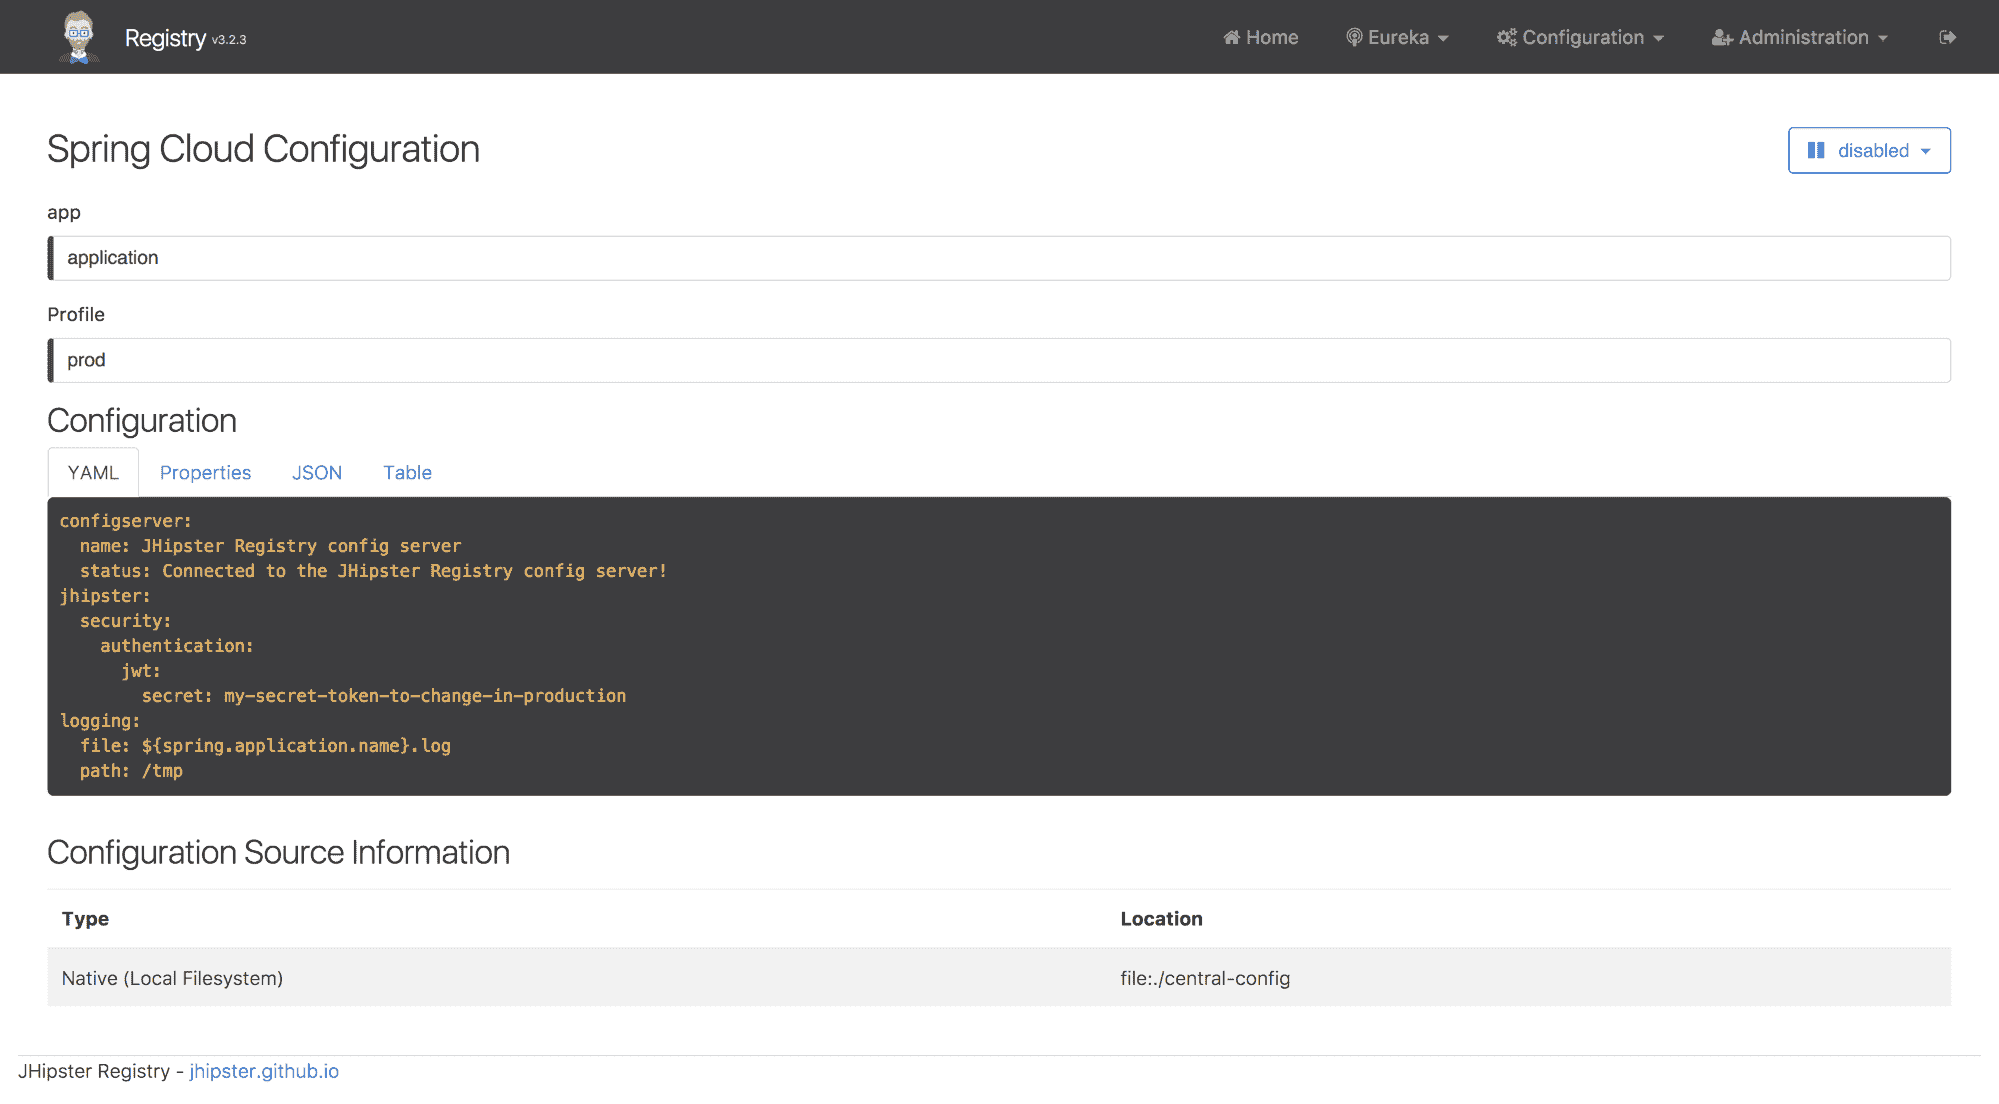 Registry v3.2.3
Home Eureka Configuration Administration
Spring Cloud Configuration
disabled
app
application
Profile
prod
Configuration
YAML Properties JSON Table
configserver:
  name: JHipster Registry config server
  status: Connected to the JHipster Registry config server!
jhipster:
  security:
    authentication:
      jwt:
        secret: my-secret-token-to-change-in-production
logging:
  file: ${spring.application.name}.log
  path: /tmp
Configuration Source Information
Type Location
Native (Local Filesystem) file:./central-config
JHipster Registry - jhipster.github.io